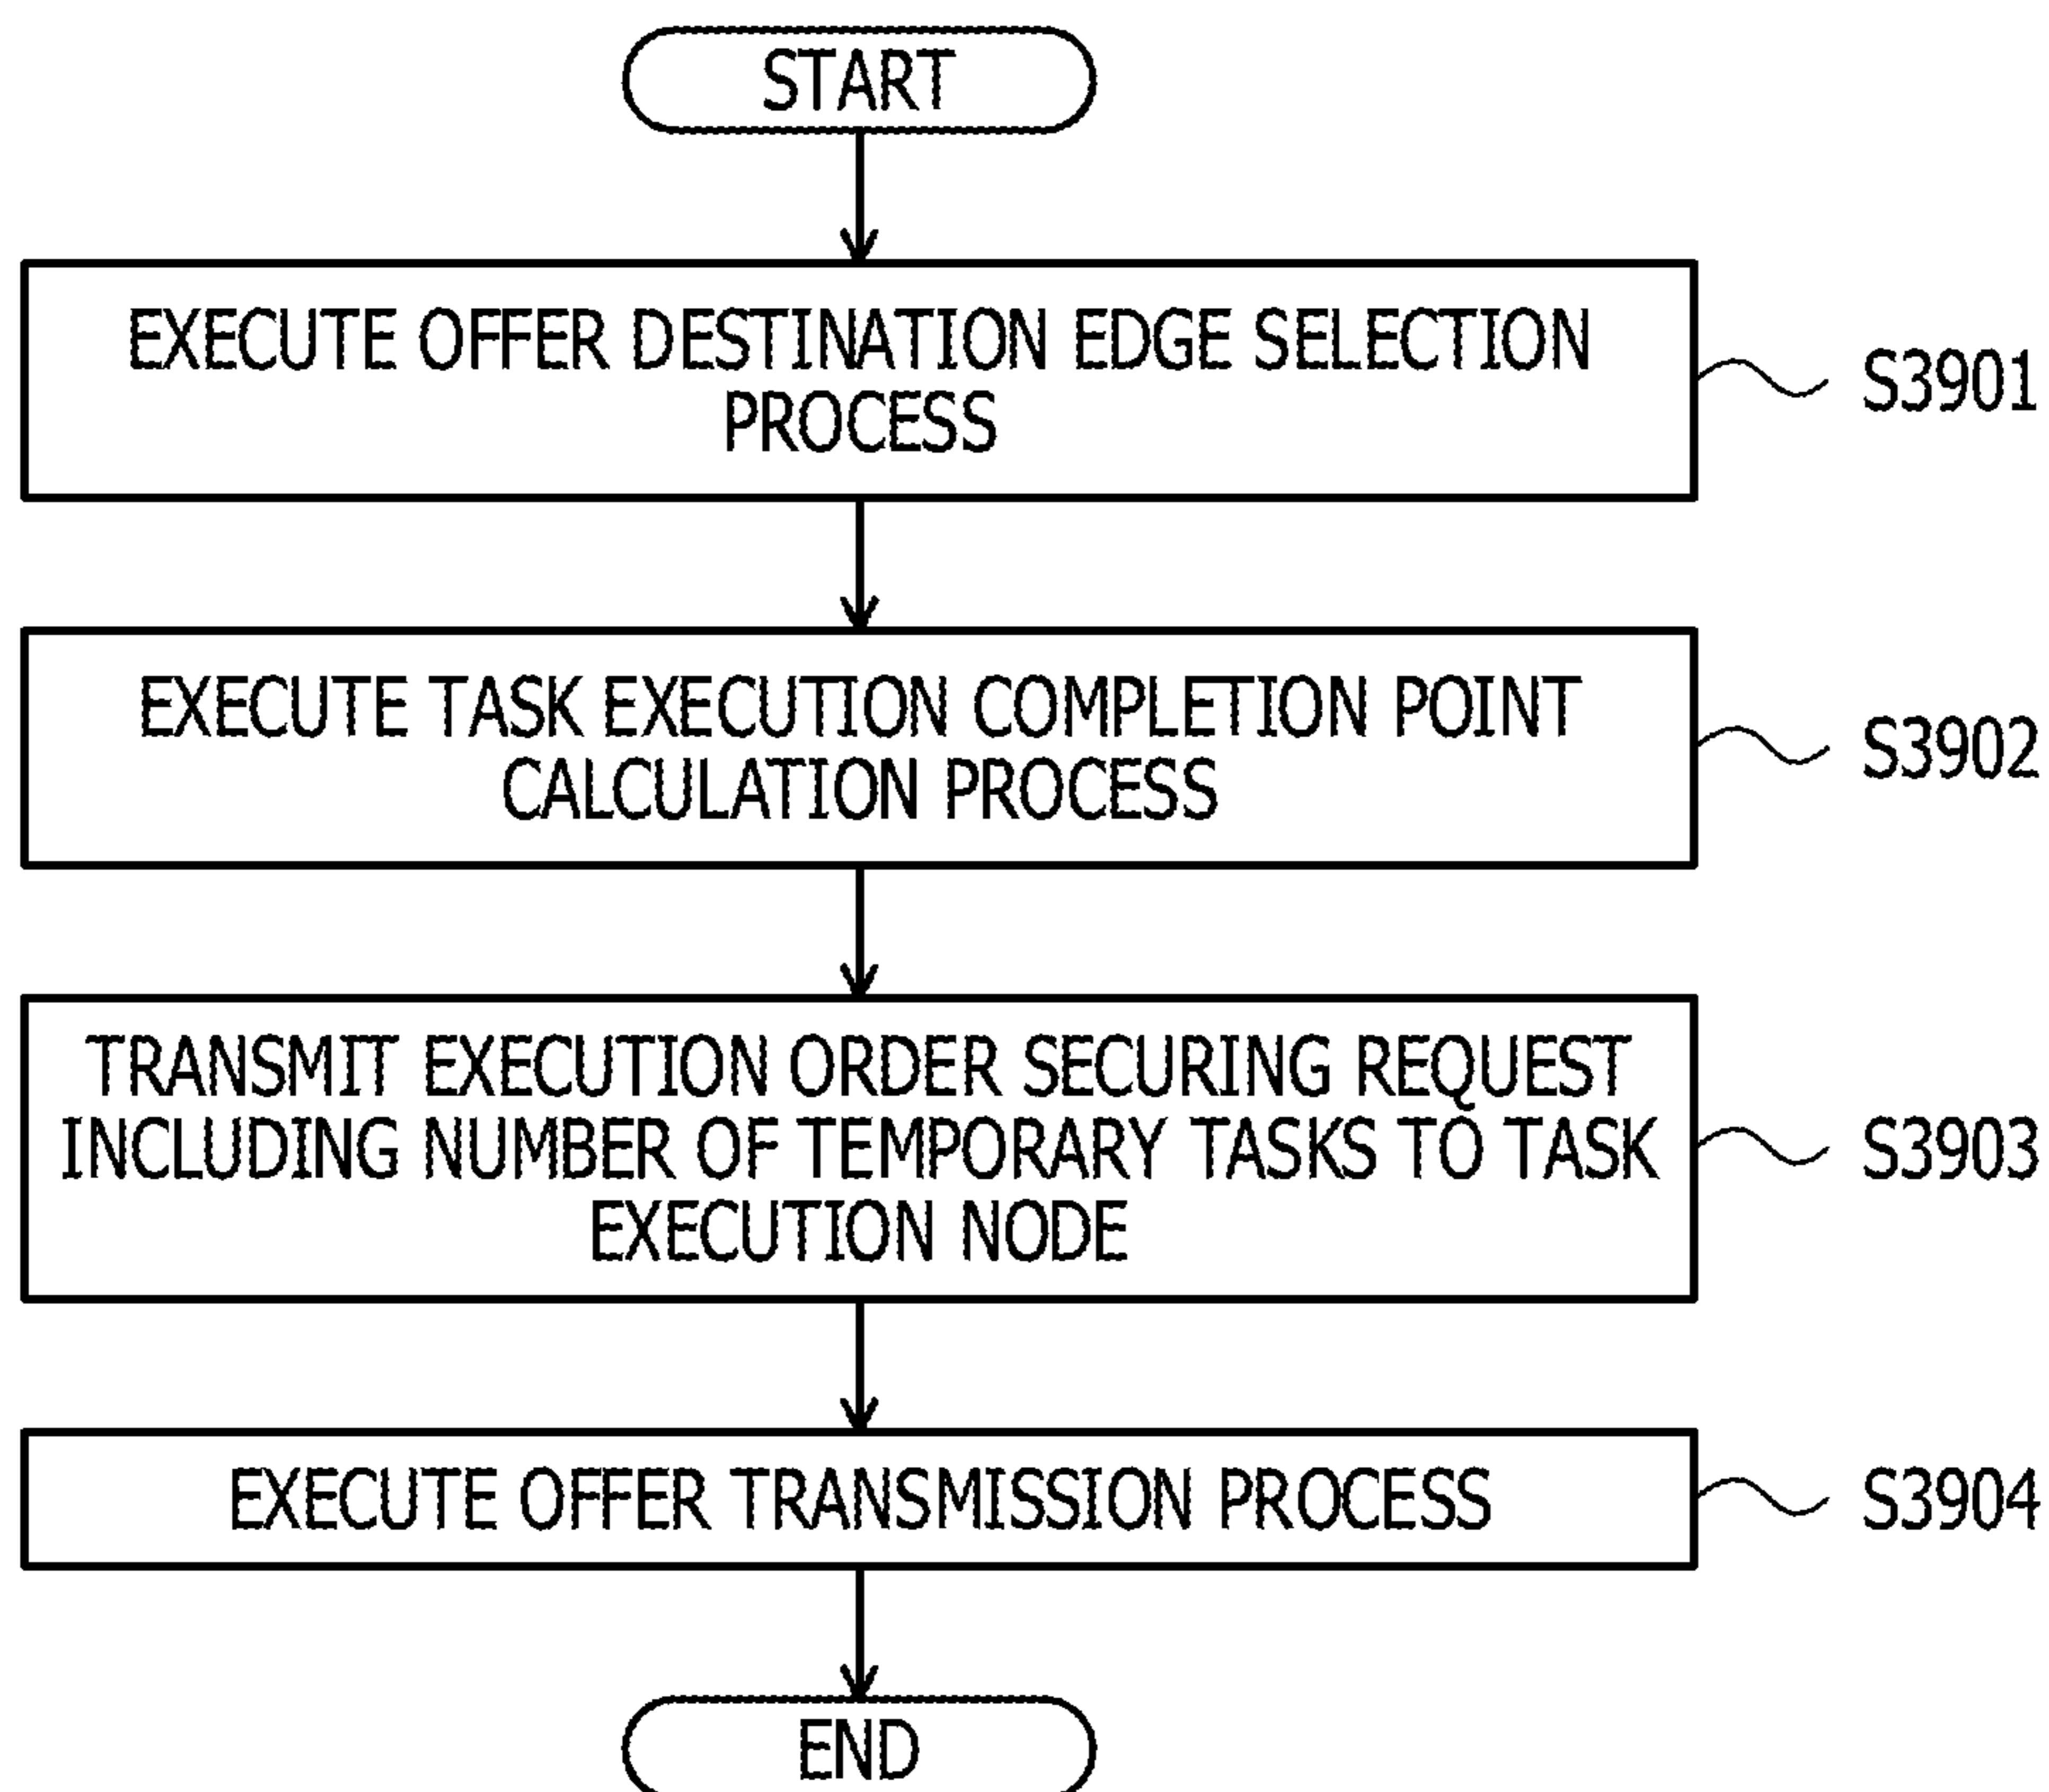 START
EXECUTE OFFER DESTINATION EDGE SELECTION
PROCESS
S3901
EXECUTE TASK EXECUTION COMPLETION POINT
CALCULATION PROCESS
S3902
TRANSMIT EXECUTION ORDER SECURING REQUEST
INCLUDING NUMBER OF TEMPORARY TASKS TO TASK
EXECUTION NODE
S3903
EXECUTE OFFER TRANSMISSION PROCESS
S3904
END